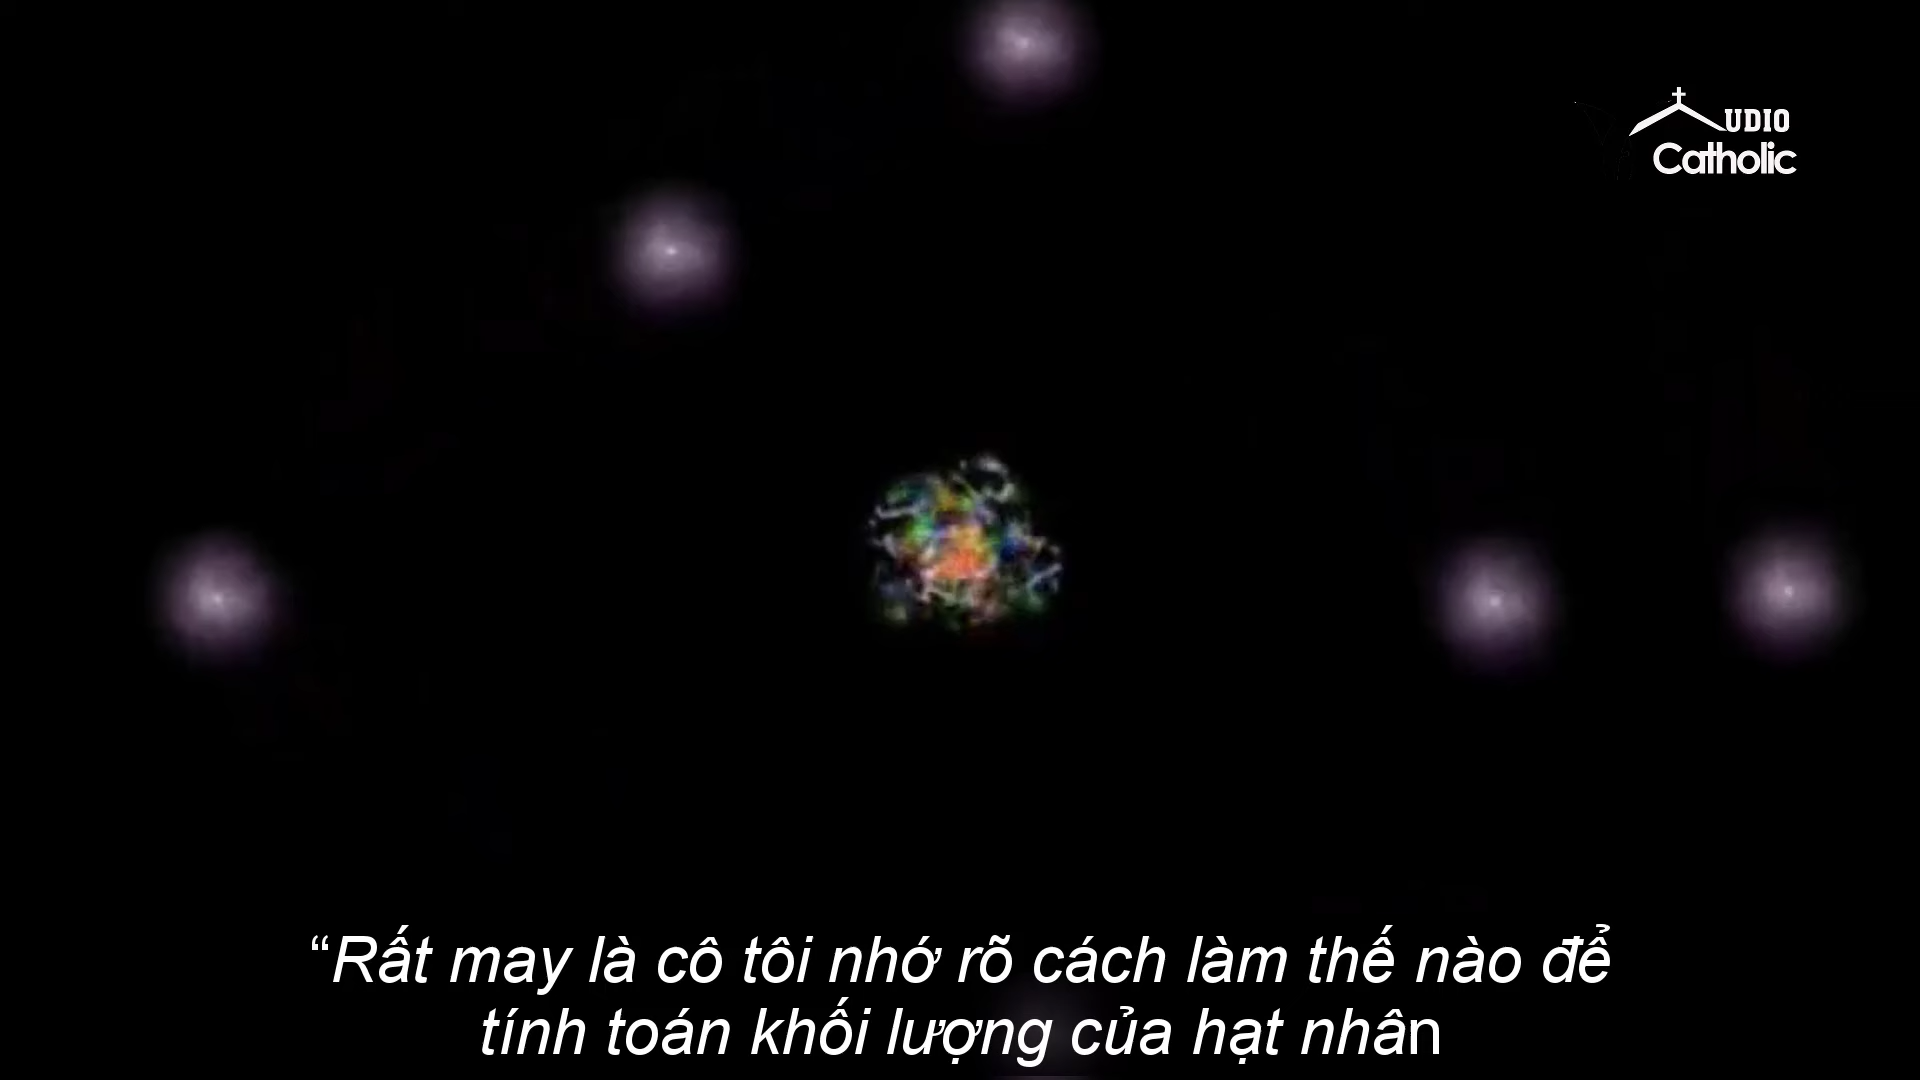 UDIO
Catholic
“Rất may là cô tôi nhớ rõ cách làm thế nào để
tính toán khối lượng của hạt nhân